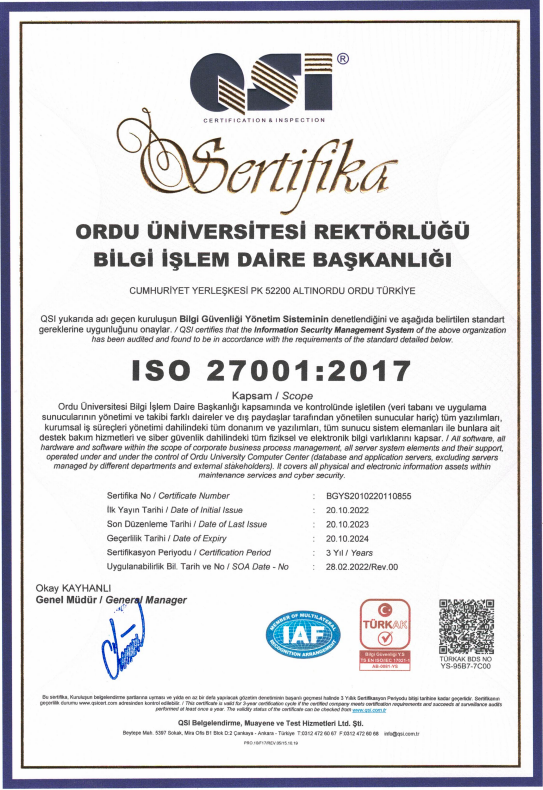 QSI®
CERTIFICATION & INSPECTION
Sertifika
ORDU ÜNİVERSİTESİ REKTÖRLÜĞÜ
BİLGİ İŞLEM DAİRE BAŞKANLIĞI
CUMHURİYET YERLEŞKESİ PK 52200 ALTINORDU ORDU TÜRKİYE
QSI yukarıda adı geçen kuruluşun Bilgi Güvenliği Yönetim Sisteminin denetlendiğini ve aşağıda belirtilen standart
gereklerine uygunluğunu onaylar. / QSI certifies that the Information Security Management System of the above organization
has been audited and found to be in accordance with the requirements of the standard detailed below.
ISO 27001:2017
Kapsam / Scope
Ordu Üniversitesi Bilgi İşlem Daire Başkanlığı kapsamında ve kontrolünde işletilen (veri tabanı ve uygulama
sunucularının yönetimi ve takibi farklı daireler ve dış paydaşlar tarafından yönetilen sunucular hariç) tüm yazılımları,
kurumsal iş süreçleri yönetimi dahilindeki tüm donanım ve yazılımları, tüm sunucu sistem elemanları ile bunlara ait
destek bakım hizmetleri ve siber güvenlik dahilindeki tüm fiziksel ve elektronik bilgi varlıklarını kapsar. / All software, all
hardware and software within the scope of corporate business process management, all server system elements and their support,
operated under and under the control of Ordu University Computer Center (database and application servers, excluding servers
managed by different departments and external stakeholders). It covers all physical and electronic information assets within
maintenance services and cyber security.
Sertifika No / Certificate Number : BGYS2010220110855
İlk Yayın Tarihi / Date of Initial Issue : 20.10.2022
Son Düzenleme Tarihi / Date of Last Issue : 20.10.2023
Geçerlilik Tarihi / Date of Expiry : 20.10.2024
Sertifikasyon Periyodu / Certification Period : 3 Yıl / Years
Uygulanabilirlik Bil. Tarih ve No / SOA Date - No : 28.02.2022/Rev.00
Okay KAYHANLI
Genel Müdür / General Manager
MEMBER OF MULTILATERAL
IAF
RECOGNITION ARRANGEMENT
TÜRKAK
Bilgi Güvenliği YS
TS EN ISO/IEC 17021-1
TÜRKAK BDS NO
YS-95B7-7C00
Bu sertifika, Kuruluşun belgelendirme şartlarına uyması ve yılda en az bir defa yapılacak gözetim denetiminin başarılı geçmesi halinde 3 Yıllık Sertifikasyon Periyodu bitiş tarihine kadar geçerlidir. Sertifikanın
geçerlilik durumu www.qsicert.com adresinden kontrol edilebilir. / This certificate is valid for 3-year certification cycle if the certified company meets certification requirements and succeeds at surveillance audits
performed at least once a year. The validity status of the certificate can be checked from www.qsi.com.tr
QSI Belgelendirme, Muayene ve Test Hizmetleri Ltd. Şti.
Beytepe Mah. 5397 Sokak, Mira Ofis B1 Blok D:2 Çankaya - Ankara - Türkiye T:0312 472 60 67 F:0312 472 60 68 info@qsi.com.tr